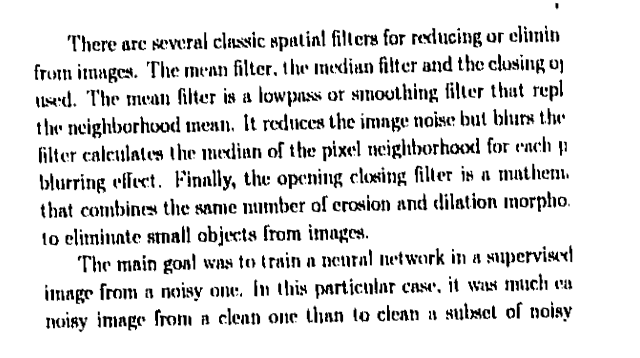 There are several classic spatial filters for reducing or elimin
from images. The mean filter, the median filter and the closing o
used. The mean filter is a lowpass or smoothing filter that repl
the neighborhood mean. It reduces the image noise but blurs the
filter calculates the median of the pixel neighborhood for each p
blurring effect. Finally, the opening closing filter is a mathem
that combines the same number of erosion and dilation morpho
to eliminate small objects from images.
The main goal was to train a neural network in a supervised
image from a noisy one. In this particular case, it was much ea
noisy image from a clean one than to clean a subset of noisy